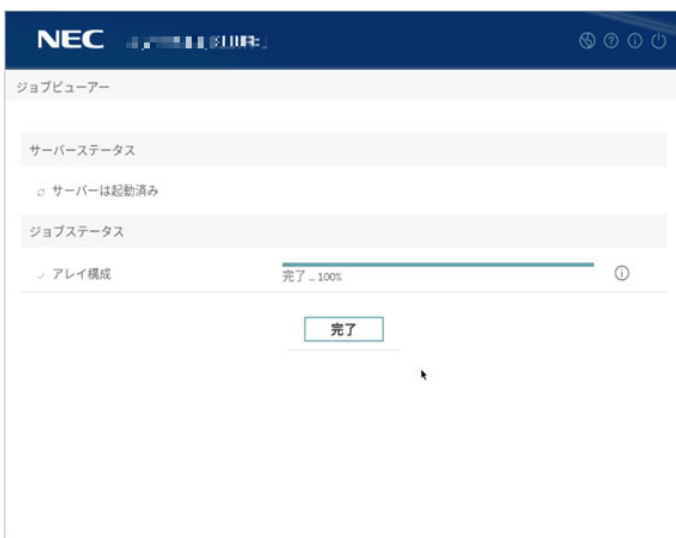 NEC
ジョブビューアー
サーバーステータス
サーバーは起動済み
ジョブステータス
アレイ構成
完了 _ 100%
完了